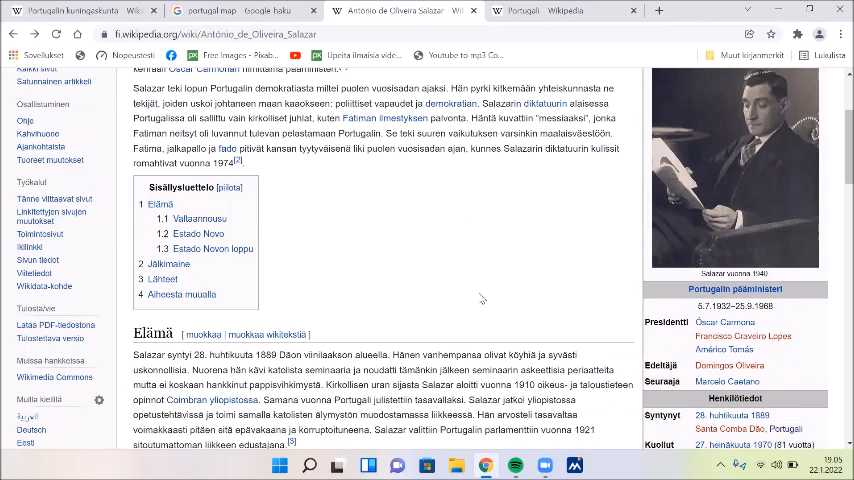 Portugalin kuningaskunta — Wiki
portugal map - Google-haku
António de Oliveira Salazar - Wik
Portugali – Wikipedia
fi.wikipedia.org/wiki/António_de_Oliveira_Salazar
Sovellukset
Nopeustesti
Free Images - Pixab...
Upeita ilmaisia vide...
Youtube to mp3 Co...
Muut kirjanmerkit
Lukulista
Kaikki sivut
Satunnainen artikkeli
Osallistuminen
Ohje
Kahvihuone
Ajankohtaista
Tuoreet muutokset
Työkalut
Tänne viittaavat sivut
Linkitettyjen sivujen
muutokset
Toimintosivut
Ikilinkki
Sivun tiedot
Viitetiedot
Wikidata-kohde
Tulosta/vie
Lataa PDF-tiedostona
Tulostettava versio
Muissa hankkeissa
Wikimedia Commons
Muilla kielillä
العربية
Deutsch
Eesti
kenraali Óscar Carmonan nimittämä pääministeri.
Salazar teki lopun Portugalin demokratiasta miltei puolen vuosisadan ajaksi. Hän pyrki kitkemään yhteiskunnasta ne
tekijät, joiden uskoi johtaneen maan kaaokseen: poliittiset vapaudet ja demokratian. Salazarin diktatuurin alaisessa
Portugalissa oli sallittu vain kirkolliset juhlat, kuten Fatiman ilmestyksen palvonta. Häntä kuvattiin "messiaaksi", jonka
Fatiman neitsyt oli luvannut tulevan pelastamaan Portugalin. Se teki suuren vaikutuksen varsinkin maalaisväestöön.
Fatima, jalkapallo ja fado pitivät kansan tyytyväisenä liki puolen vuosisadan ajan, kunnes Salazarin diktatuurin kulissit
romahtivat vuonna 1974[2].
Sisällysluettelo [piilota]
1 Elämä
1.1 Valtaannousu
1.2 Estado Novo
1.3 Estado Novon loppu
2 Jälkimaine
3 Lähteet
4 Aiheesta muualla
Elämä [ muokkaa | muokkaa wikitekstiä ]
Salazar syntyi 28. huhtikuuta 1889 Dãon viinilaakson alueella. Hänen vanhempansa olivat köyhiä ja syvästi
uskonnollisia. Nuorena hän kävi katolista seminaaria ja noudatti tämänkin jälkeen seminaarin askeettisia periaatteita
mutta ei koskaan hankkinut pappisvihkimystä. Kirkollisen uran sijasta Salazar aloitti vuonna 1910 oikeus- ja taloustieteen
opinnot Coimbran yliopistossa. Samana vuonna Portugali julistettiin tasavallaksi. Salazar jatkoi yliopistossa
opetustehtävissä ja toimi samalla katolisten älymystön muodostamassa liikkeessä. Hän arvosteli tasavaltaa
voimakkaasti pitäen sitä epävakaana ja korruptoituneena. Salazar valittiin Portugalin parlamenttiin vuonna 1921
sitoutumattoman liikkeen edustajana.[3]
Salazar vuonna 1940
Portugalin pääministeri
5.7.1932–25.9.1968
Presidentti Óscar Carmona
Francisco Craveiro Lopes
Américo Tomás
Edeltäjä Domingos Oliveira
Seuraaja Marcelo Caetano
Henkilötiedot
Syntynyt 28. huhtikuuta 1889
Santa Comba Dão, Portugali
Kuollut 27. heinäkuuta 1970 (81 vuotta)
19.05
22.1.2022